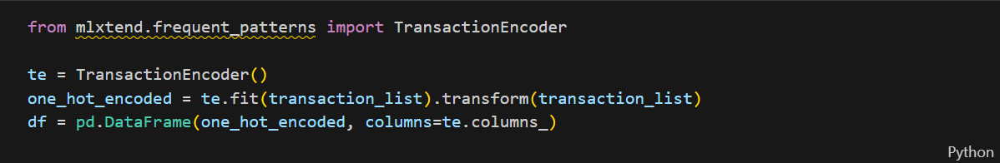 from mlxtend.frequent_patterns import TransactionEncoder
te = TransactionEncoder()
one_hot_encoded = te.fit(transaction_list).transform(transaction_list)
df = pd.DataFrame(one_hot_encoded, columns=te.columns_)
Python